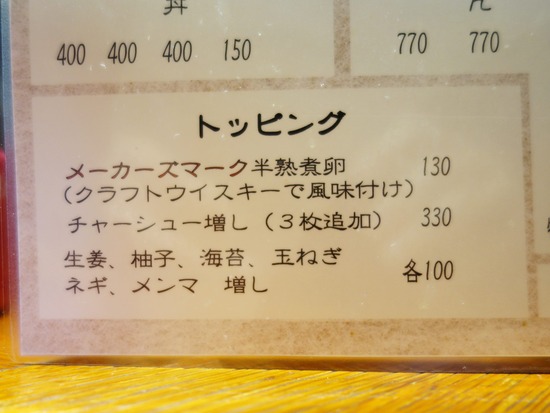 丼
400 400 400 150
770 770
トッピング
メーカーズマーク半熟煮卵 130
(クラフトウイスキーで風味付け)
チャーシュー増し(3枚追加) 330
生姜、柚子、海苔、玉ねぎ
ネギ、メンマ 増し 各100